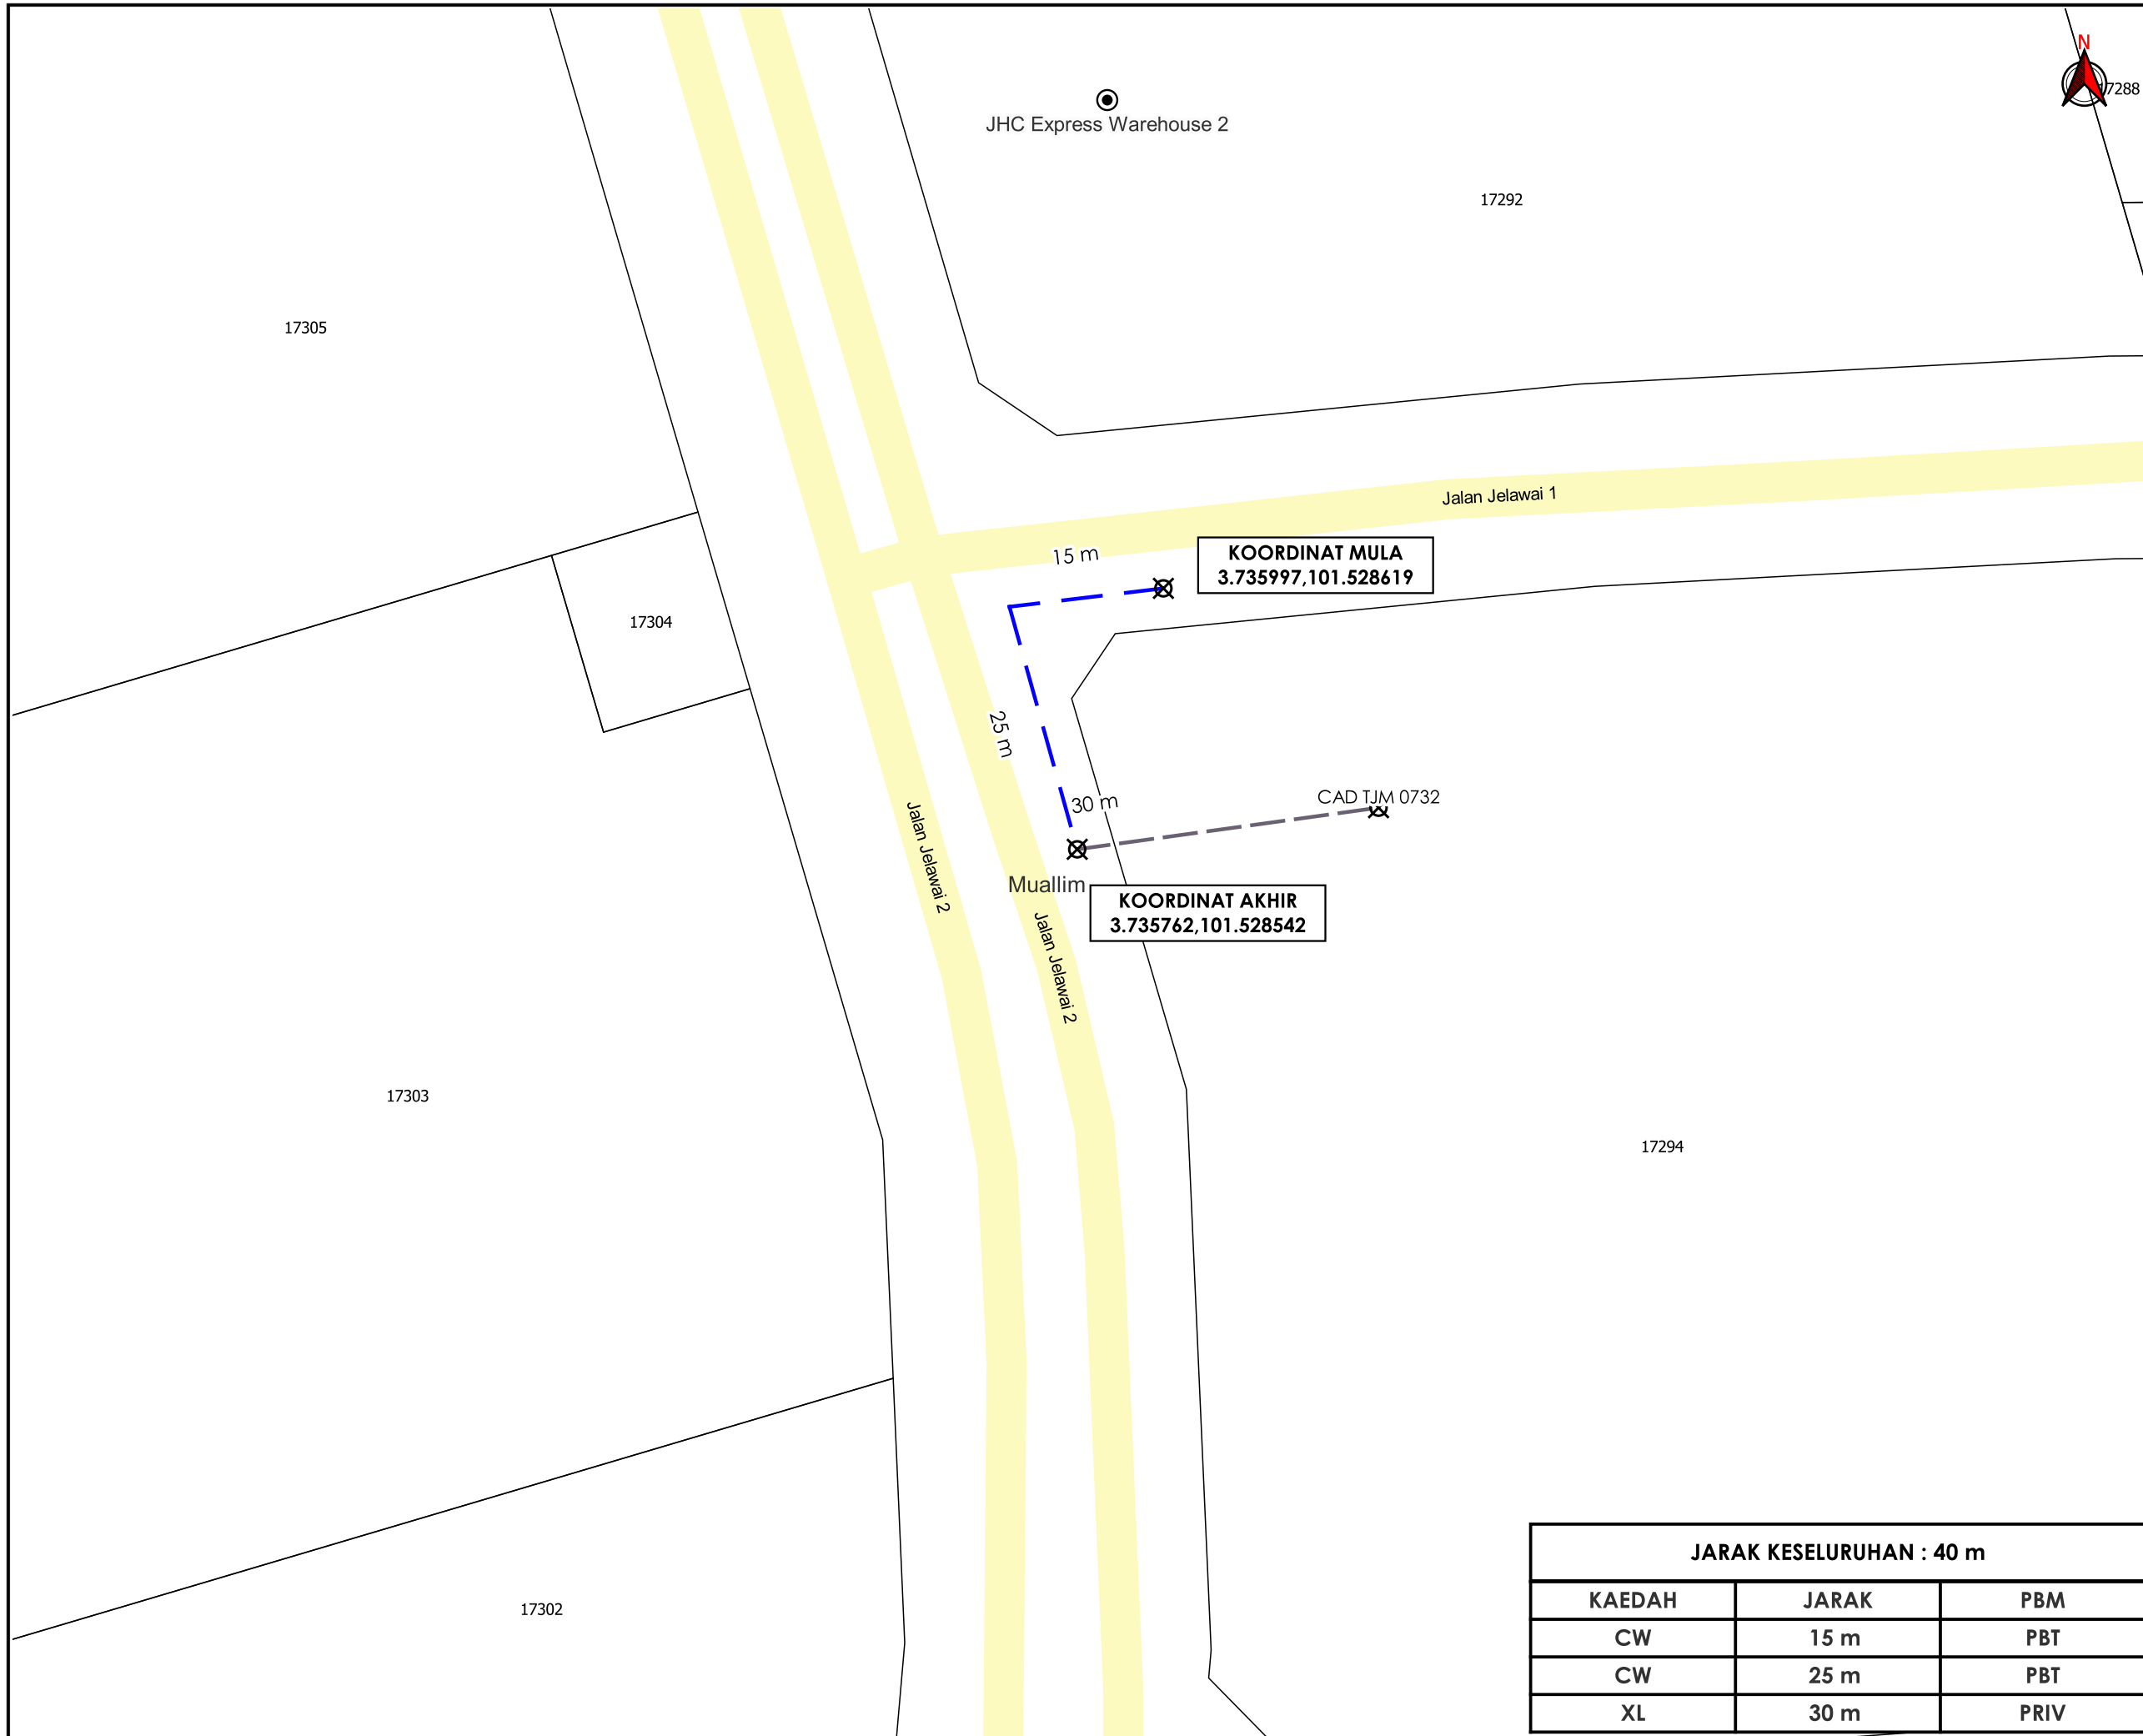 N
17288
JHC Express Warehouse 2
17292
17305
Jalan Jelawai 1
15 m
KOORDINAT MULA
3.735997,101.528619
17304
25 m
30 m
CAD TJM 0732
Jalan Jelawai 2
Muallim
KOORDINAT AKHIR
3.735762,101.528542
Jalan Jelawai 2
17303
17294
17302
JARAK KESELURUHAN : 40 m
KAEDAH JARAK PBM
CW 15 m PBT
CW 25 m PBT
XL 30 m PRIV